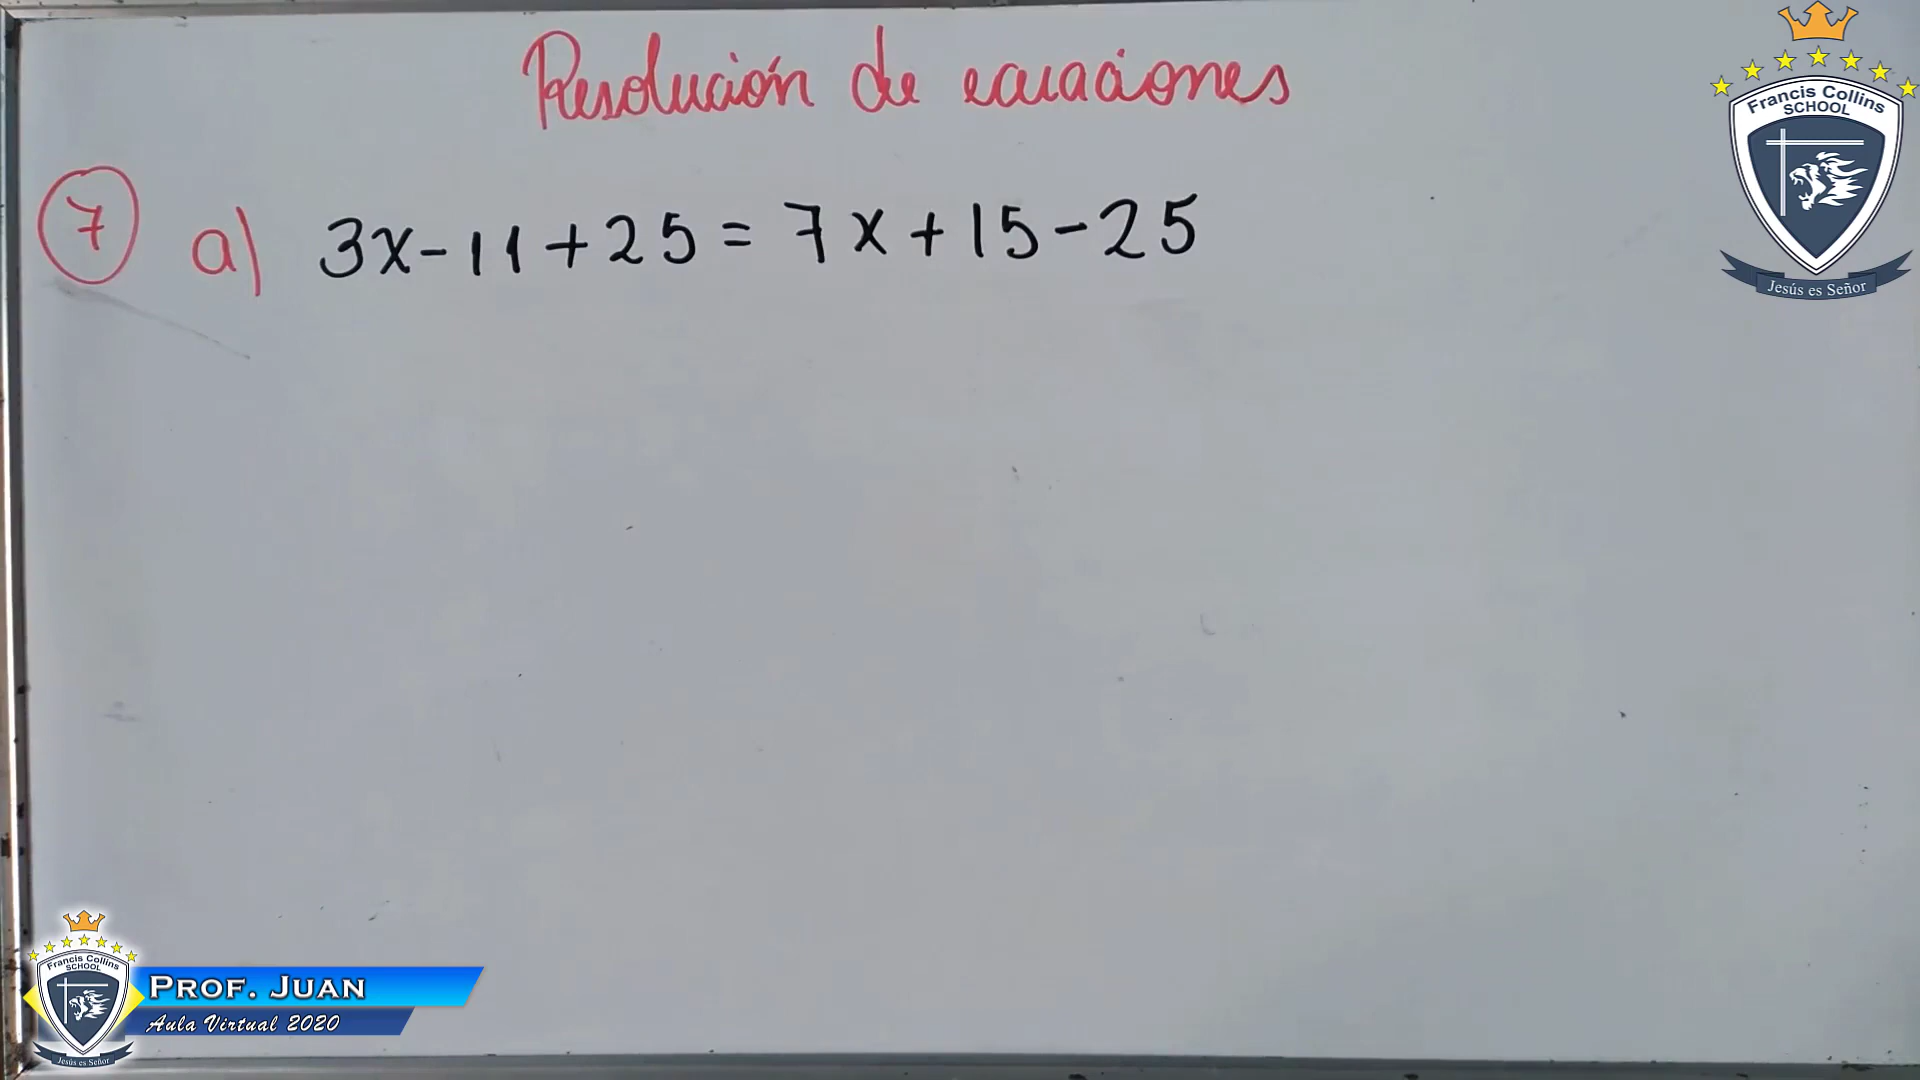 Resolución de ecuaciones
Francis Collins
SCHOOL
Jesús es Señor
7 a) 3x-11+25=7x+15-25
Francis Collins
SCHOOL
Jesús es Señor
PROF. JUAN
Aula Virtual 2020